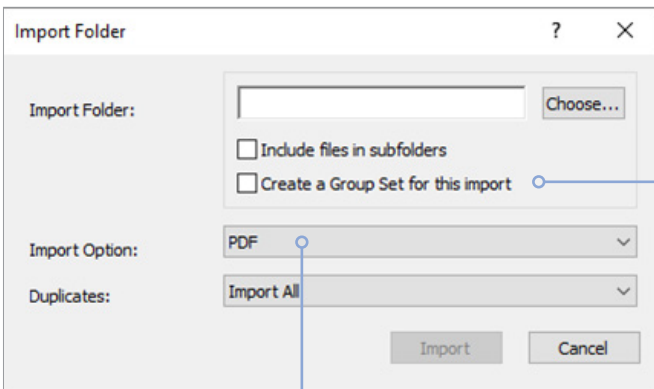 Import Folder
?
Import Folder:
Choose...
Include files in subfolders
Create a Group Set for this import
Import Option:
PDF
Duplicates:
Import All
Import
Cancel